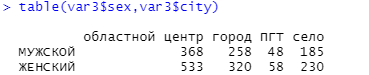 > table(var3$sex,var3$city)
областной центр город ПГТ село
МУЖСКОЙ 368 258 48 185
ЖЕНСКИЙ 533 320 58 230